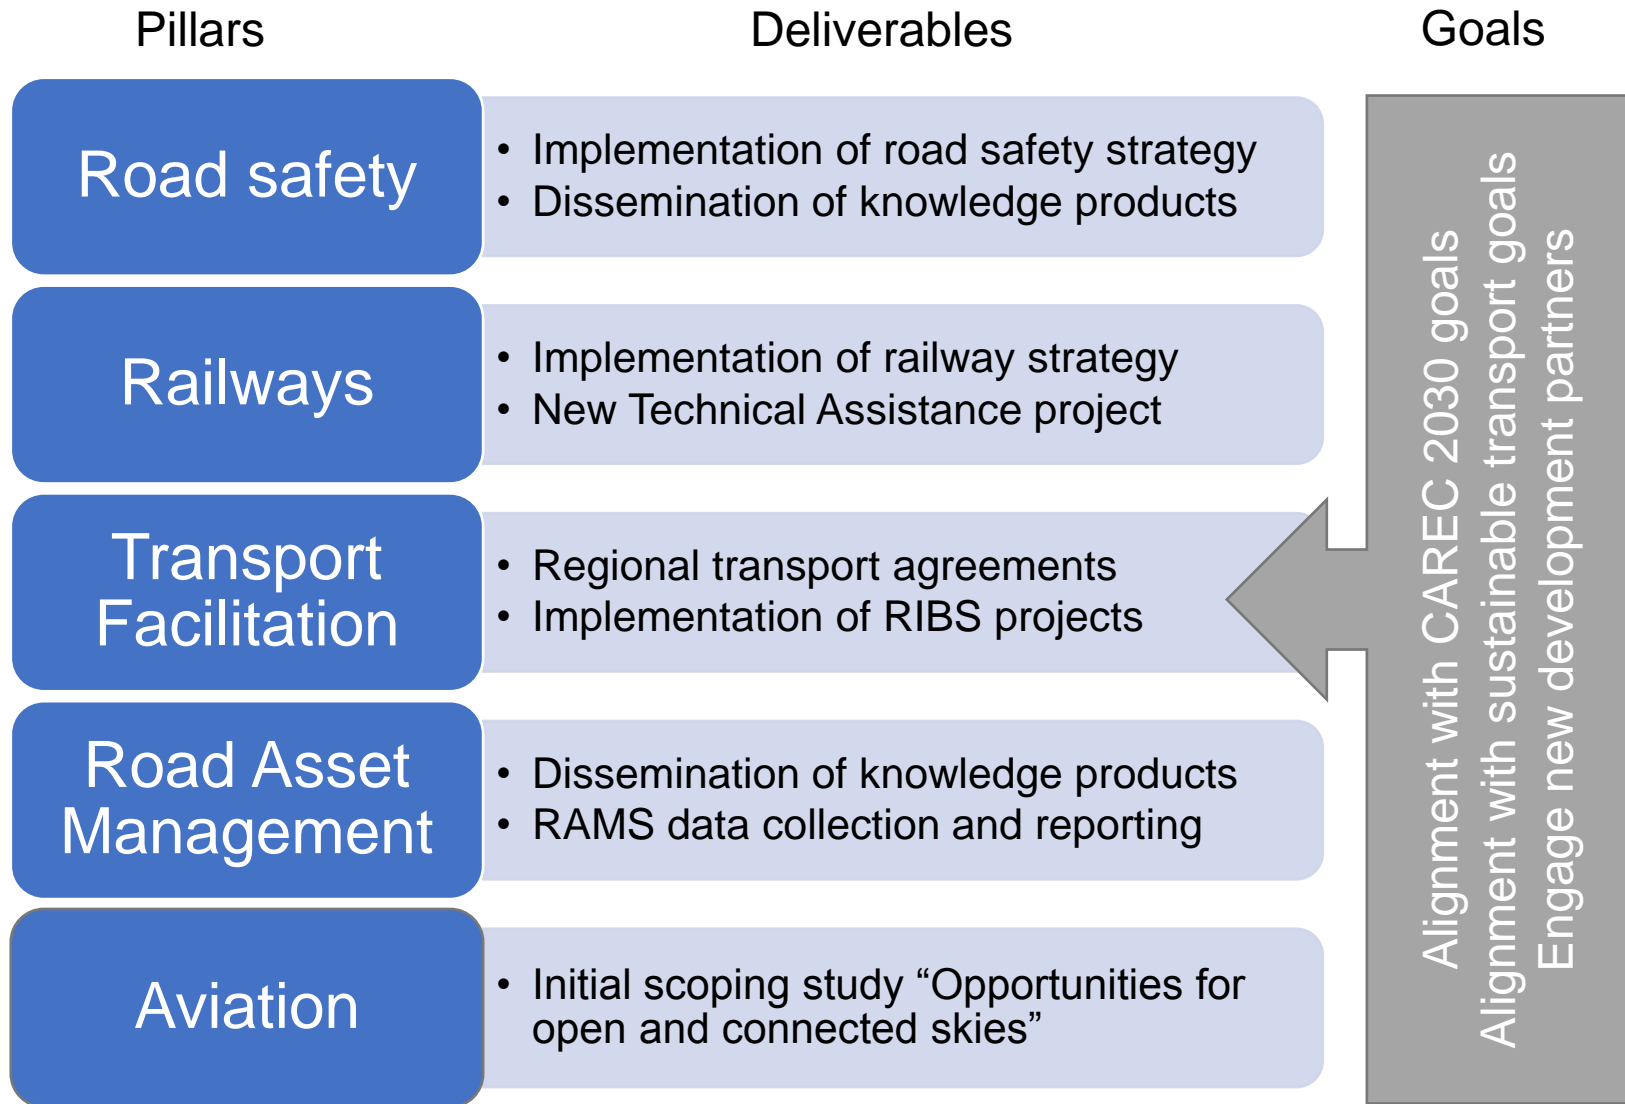 Pillars
Deliverables
Goals
Road safety
• Implementation of road safety strategy
• Dissemination of knowledge products
Railways
• Implementation of railway strategy
• New Technical Assistance project
Transport
Facilitation
• Regional transport agreements
• Implementation of RIBS projects
Road Asset
Management
• Dissemination of knowledge products
• RAMS data collection and reporting
Aviation
• Initial scoping study “Opportunities for
open and connected skies”
Alignment with CAREC 2030 goals
Alignment with sustainable transport goals
Engage new development partners